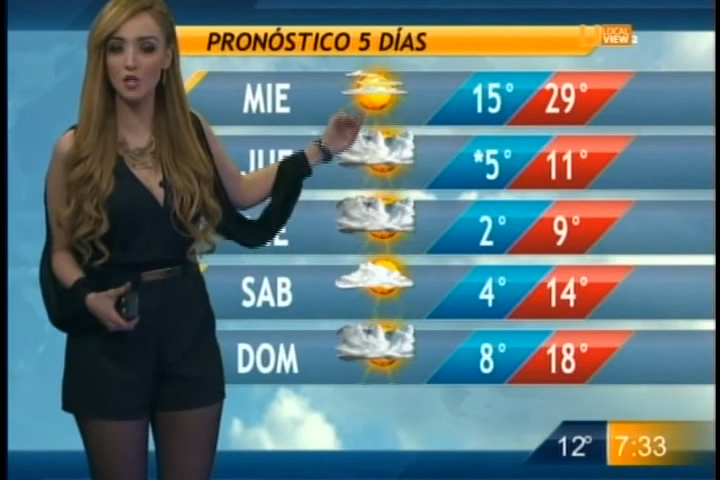 PRONÓSTICO 5 DÍAS
LOCAL
VIEW 2
MIE 15° 29°
*5° 11°
2° 9°
SAB 4° 14°
DOM 8° 18°
12° 7:33